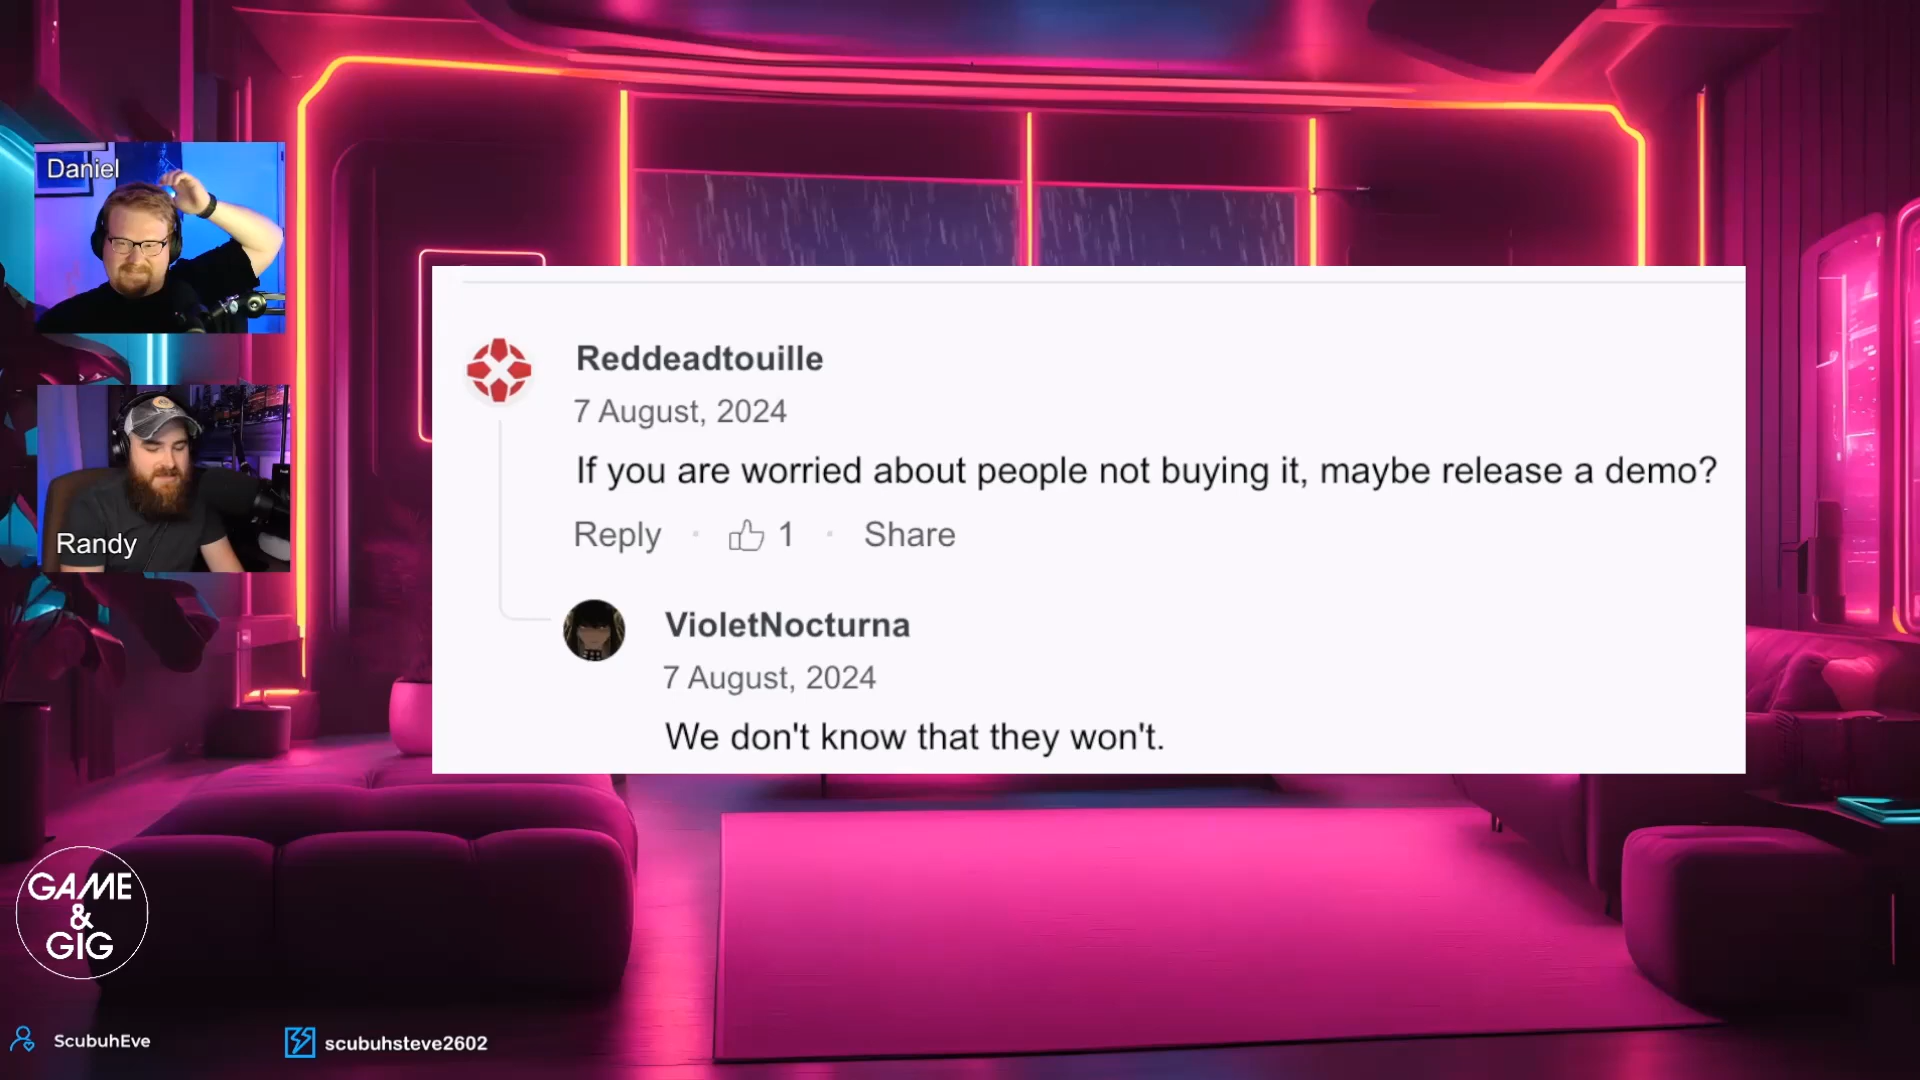 Daniel
Randy
Reddeadtouille
7 August, 2024
If you are worried about people not buying it, maybe release a demo?
Reply · 1 · Share
VioletNocturna
7 August, 2024
We don't know that they won't.
GAME
&
GIG
ScubuhEve
scubuhsteve2602